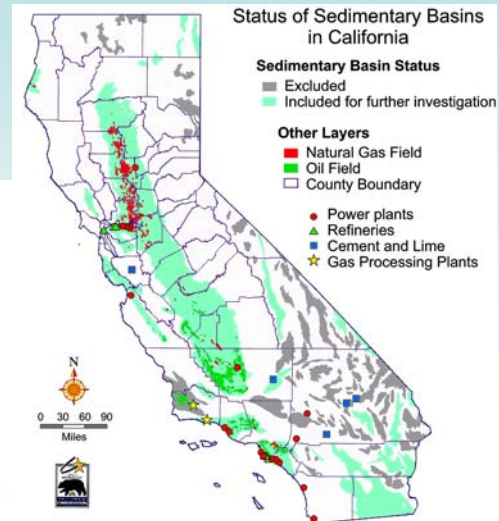 Status of Sedimentary Basins
in California
Sedimentary Basin Status
Excluded
Included for further investigation
Other Layers
Natural Gas Field
Oil Field
County Boundary
Power plants
Refineries
Cement and Lime
Gas Processing Plants
N
0 30 60 90
Miles